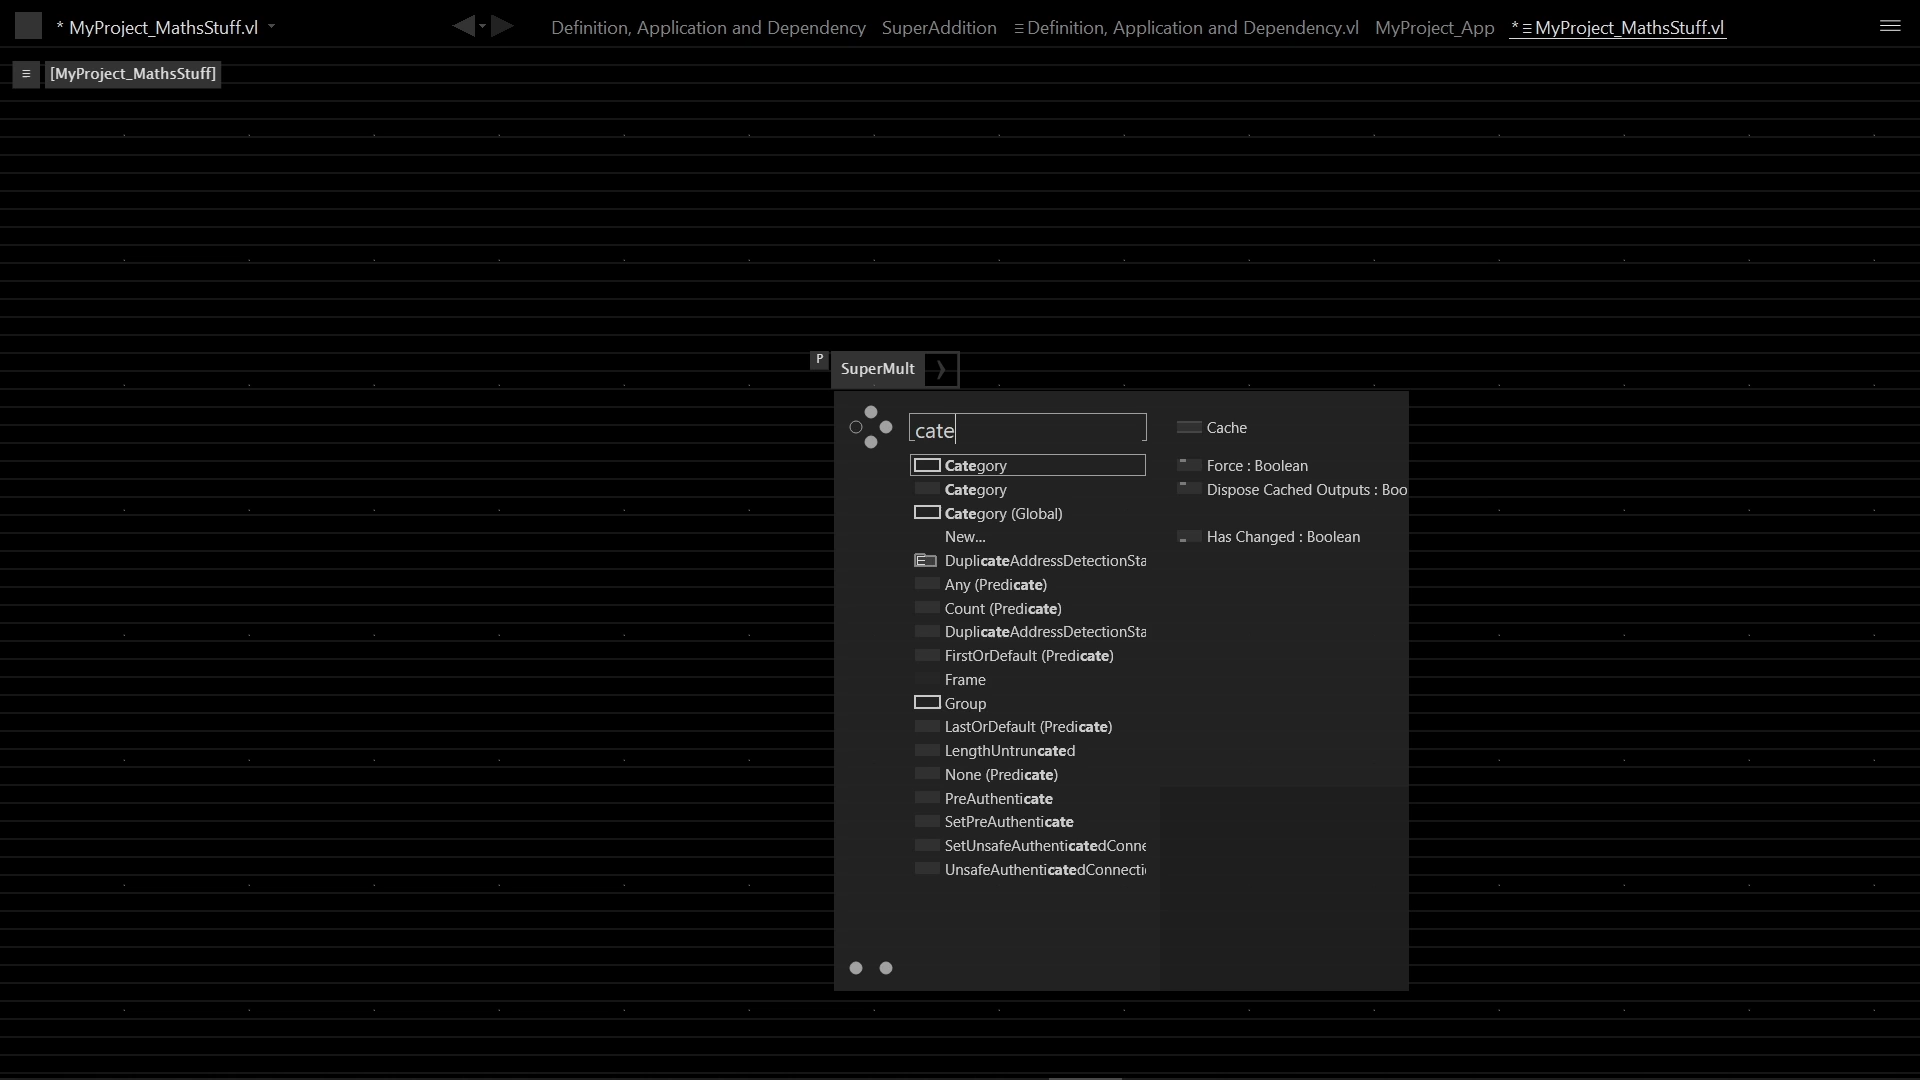 * MyProject_MathsStuff.vl
Definition, Application and Dependency
SuperAddition
Definition, Application and Dependency.vl
MyProject_App
* MyProject_MathsStuff.vl
[MyProject_MathsStuff]
P
SuperMult
cate
Category
Category
Category (Global)
New...
DuplicateAddressDetectionSta
Any (Predicate)
Count (Predicate)
DuplicateAddressDetectionSta
FirstOrDefault (Predicate)
Frame
Group
LastOrDefault (Predicate)
LengthUntruncated
None (Predicate)
PreAuthenticate
SetPreAuthenticate
SetUnsafeAuthenticatedConne
UnsafeAuthenticatedConnecti
Cache
Force : Boolean
Dispose Cached Outputs : Boo
Has Changed : Boolean